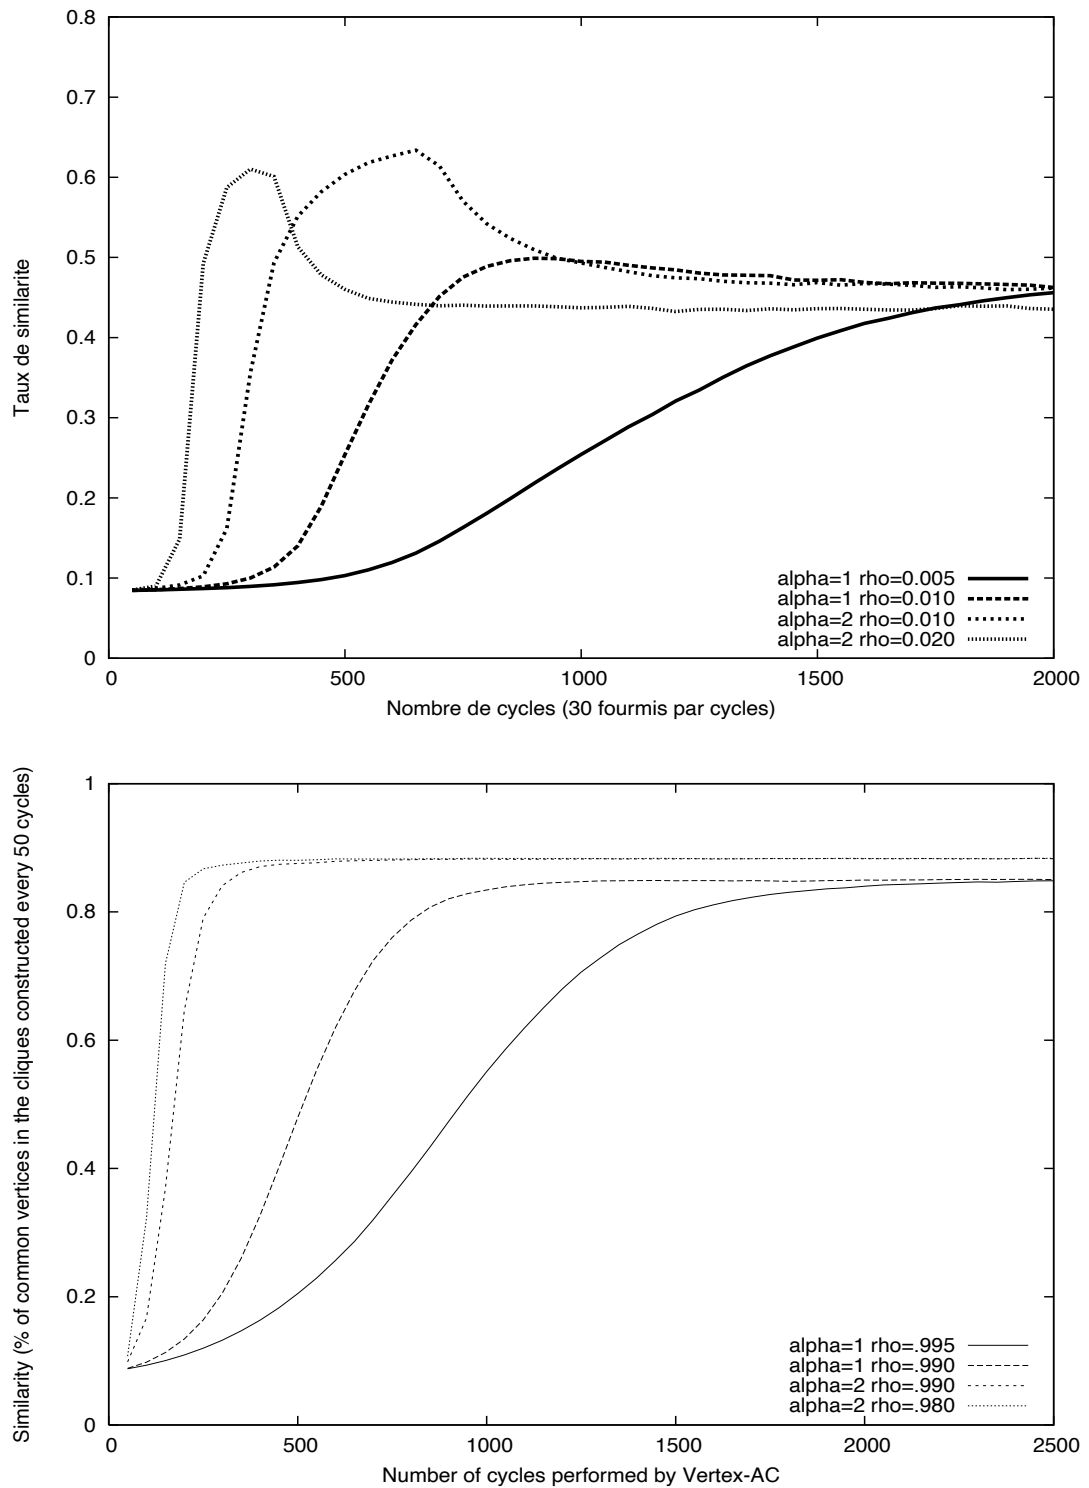 0.8
0.7
0.6
0.5
0.4
0.3
0.2
0.1
0
Taux de similarite
alpha=1 rho=0.005
alpha=1 rho=0.010
alpha=2 rho=0.010
alpha=2 rho=0.020
0 500 1000 1500 2000
Nombre de cycles (30 fourmis par cycles)
1
0.8
0.6
0.4
0.2
0
Similarity (% of common vertices in the cliques constructed every 50 cycles)
alpha=1 rho=.995
alpha=1 rho=.990
alpha=2 rho=.990
alpha=2 rho=.980
0 500 1000 1500 2000 2500
Number of cycles performed by Vertex-AC